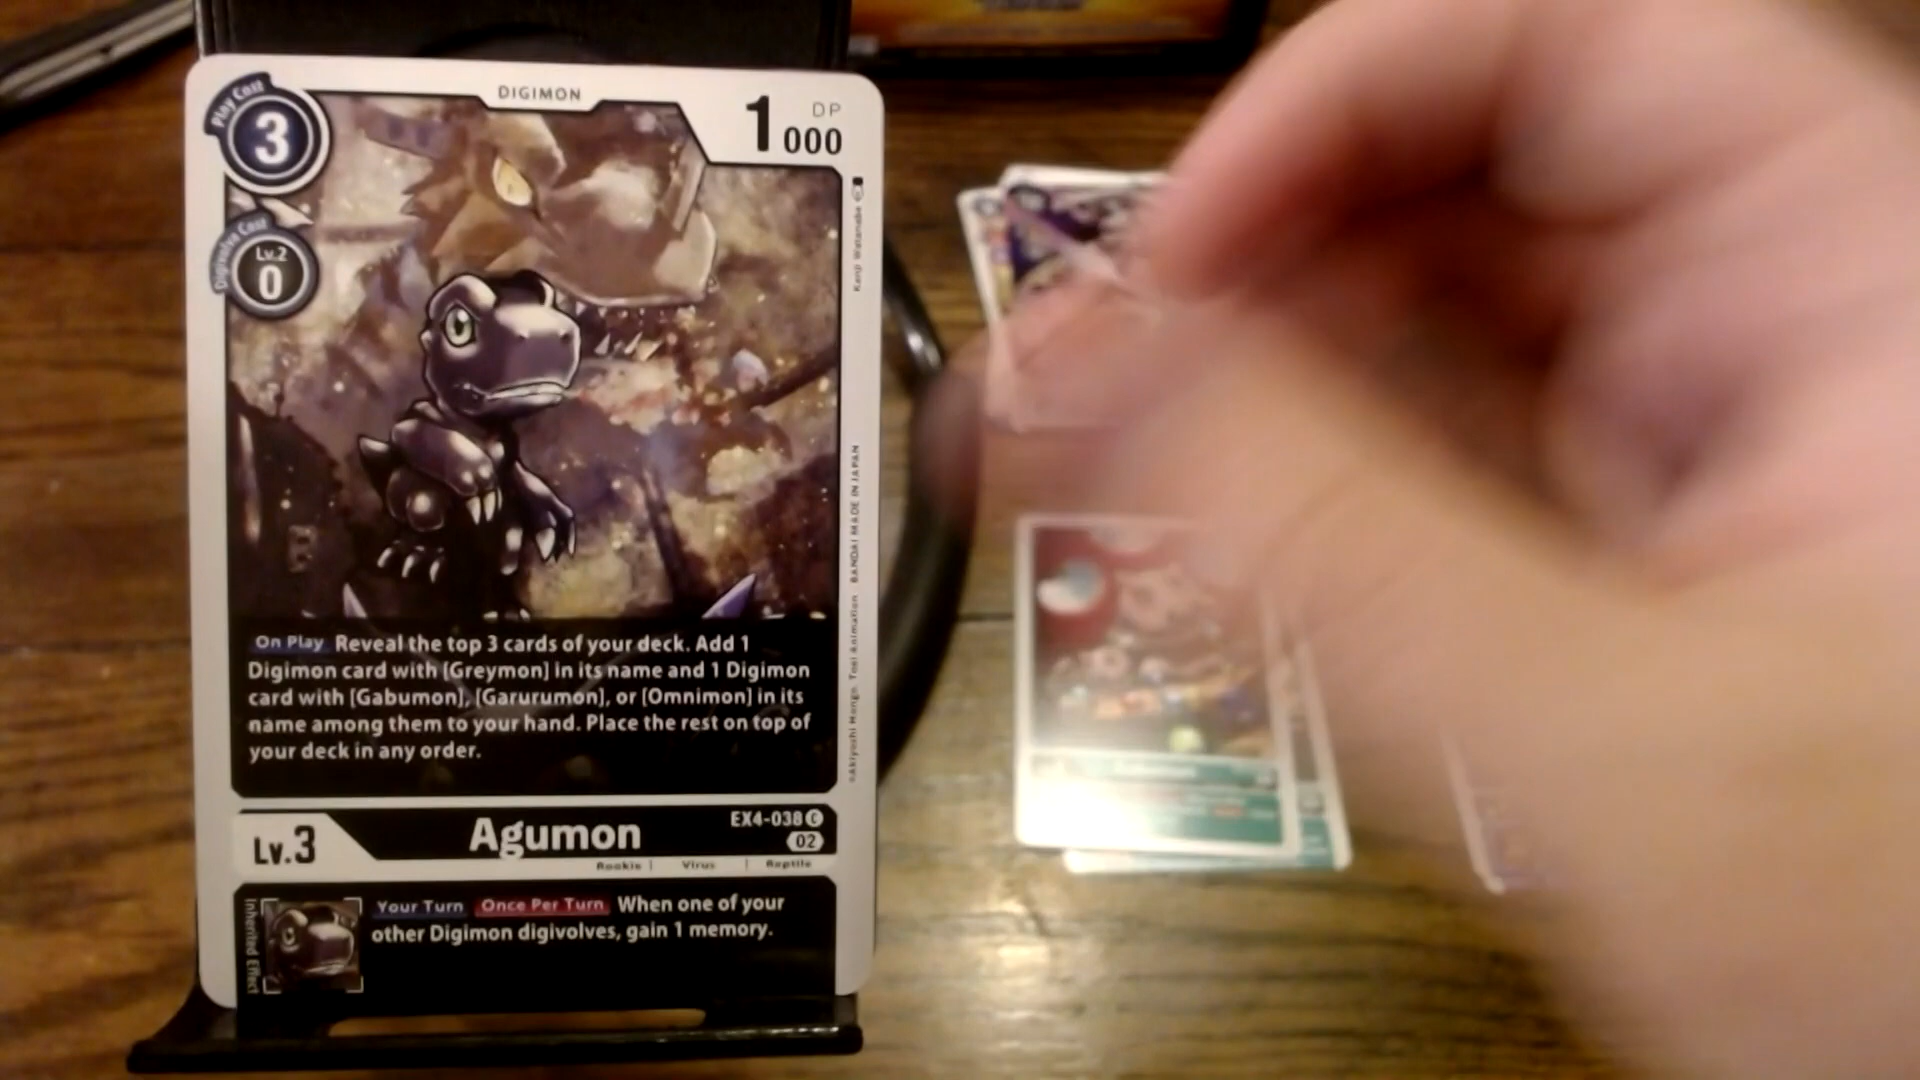 DIGIMON
Play Cost
3
DP
1000
Digivolve Cost
Lv.2
0
Kenji Watanabe
On Play Reveal the top 3 cards of your deck. Add 1
Digimon card with [Greymon] in its name and 1 Digimon
card with [Gabumon], [Garurumon], or [Omnimon] in its
name among them to your hand. Place the rest on top of
your deck in any order.
©Akiyoshi Hongo, Toei Animation BANDAI MADE IN JAPAN
Lv.3
Agumon
EX4-038 C
02
Rookie | Virus | Reptile
Inherited Effect
Your Turn Once Per Turn When one of your
other Digimon digivolves, gain 1 memory.